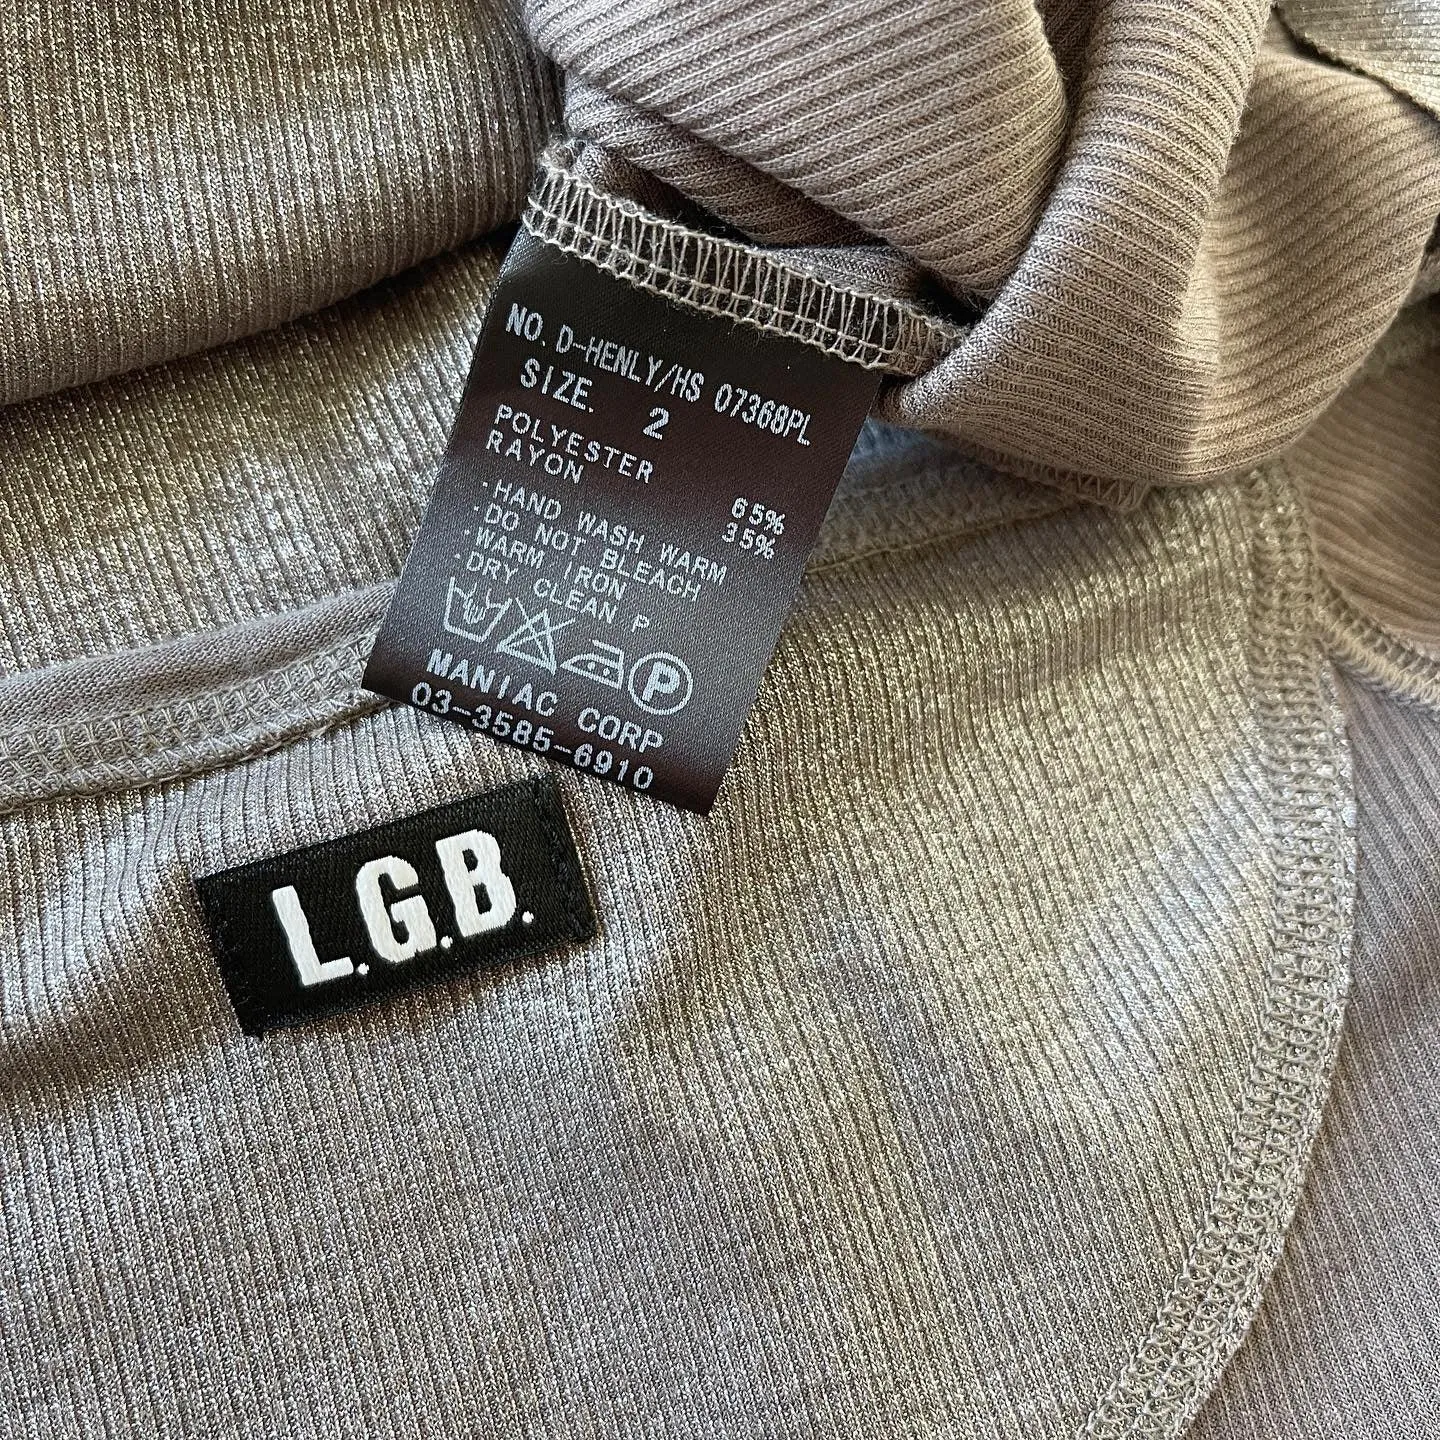 NO. D-HENLY/HS 07368PL
SIZE. 2
POLYESTER 65%
RAYON 35%
·HAND WASH WARM
·DO NOT BLEACH
·WARM IRON
·DRY CLEAN P
P
MANIAC CORP
03-3585-6910
L.G.B.